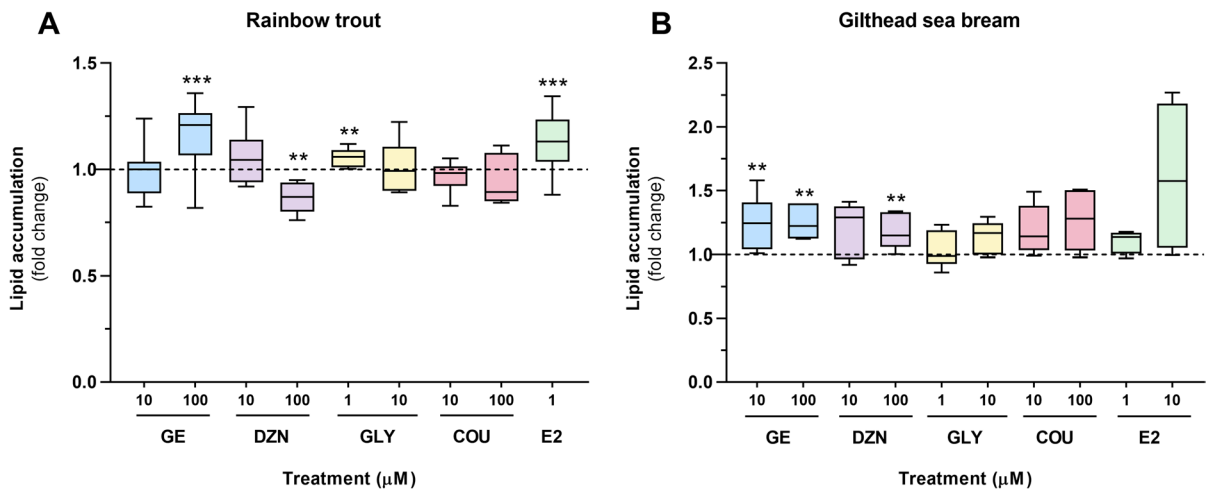 A
Rainbow trout
Lipid accumulation
(fold change)
1.5
1.0
0.5
0.0
***
**
**
***
10 100 10 100 1 10 10 100 1
GE DZN GLY COU E2
Treatment (μM)
B
Gilthead sea bream
Lipid accumulation
(fold change)
2.5
2.0
1.5
1.0
0.5
0.0
**
**
**
10 100 10 100 1 10 10 100 1 10
GE DZN GLY COU E2
Treatment (μM)